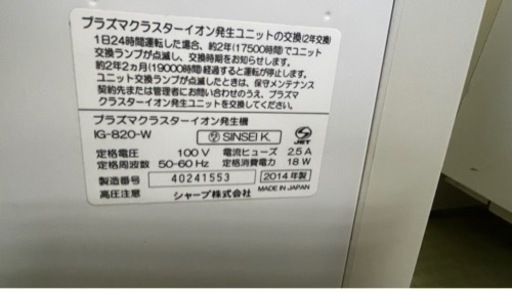 プラズマクラスターイオン発生ユニットの交換(2年交換)
1日24時間運転した場合、約2年(17500時間)でユニット
交換ランプが点滅し、交換時期をお知らせします。
約2年2ヵ月(19000時間)経過すると運転が停止します。
ユニット交換ランプが点滅したときは、保守メンテナンス
契約先または管理者にお問い合わせのうえ、プラズマ
クラスターイオン発生ユニットを交換してください。
プラズマクラスターイオン発生機
IG-820-W SINSEI K. JET
定格電圧 100 V 電流ヒューズ 2.5 A
定格周波数 50-60 Hz 定格消費電力 18 W
製造番号 40241553 2014年製
高圧注意 シャープ株式会社 MADE IN JAPAN